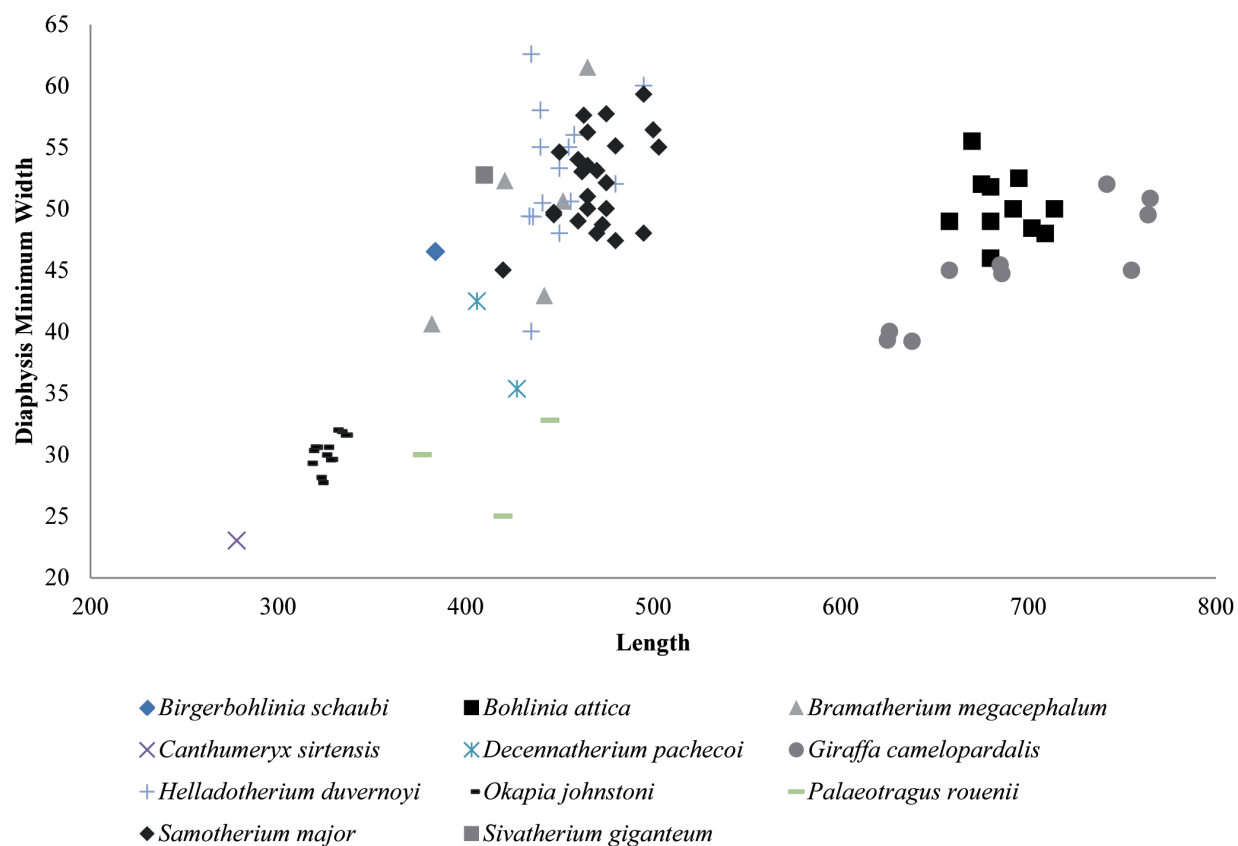 65
60
55
50
45
40
35
30
25
20
Diaphysis Minimum Width
200 300 400 500 600 700 800
Length
Birgerbohlinia schaubi Bohlinia attica Bramatherium megacephalum
Canthumeryx sirtensis Decennatherium pachecoi Giraffa camelopardalis
Helladotherium duvernoyi Okapia johnstoni Palaeotragus rouenii
Samotherium major Sivatherium giganteum